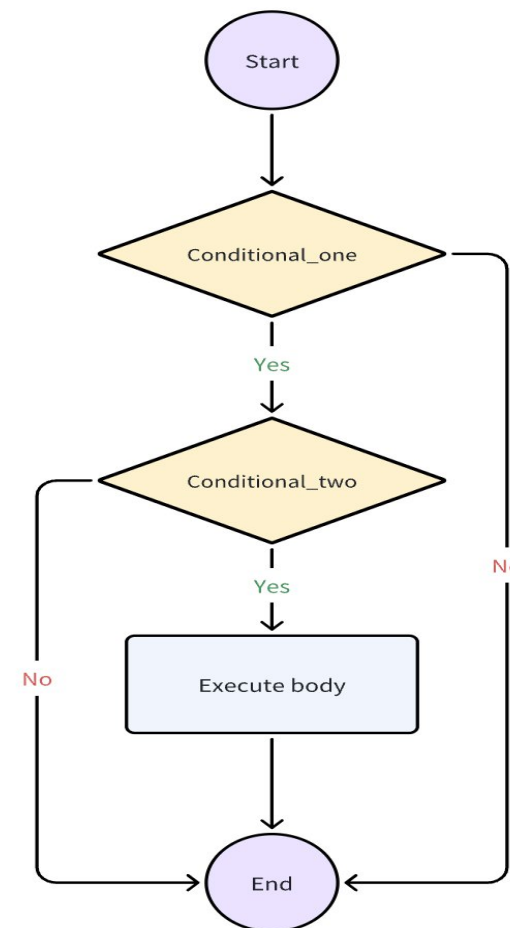 Start
Conditional_one
Yes
Conditional_two
Yes
Execute body
No
End